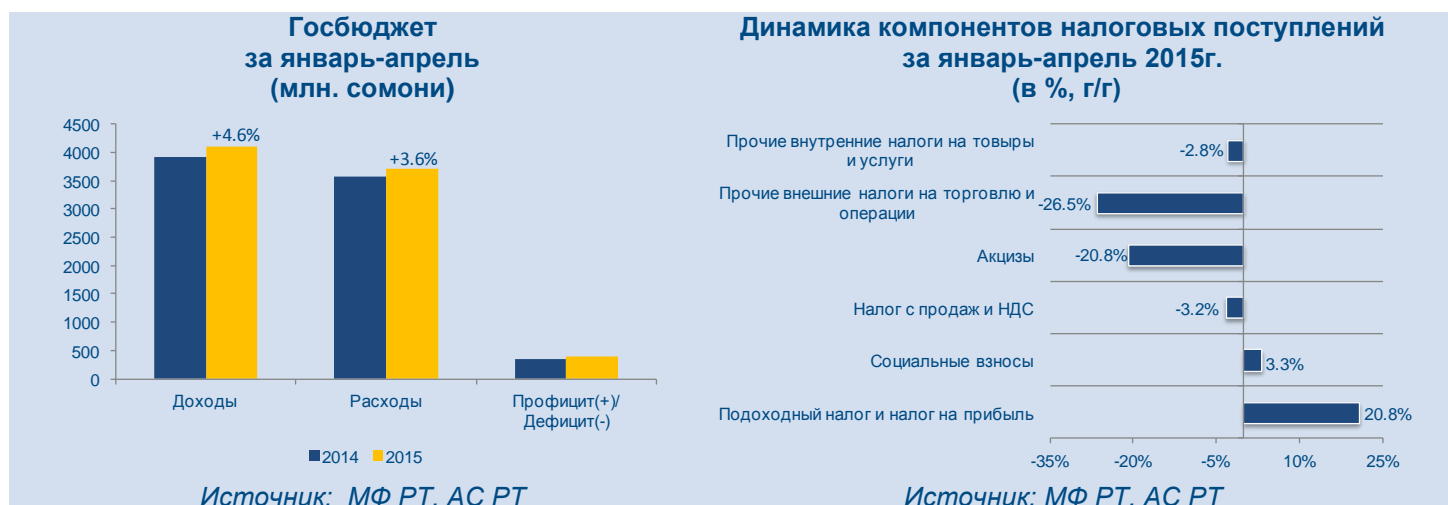 Госбюджет
за январь-апрель
(млн. сомони)
4500
4000
3500
3000
2500
2000
1500
1000
500
0
+4.6%
+3.6%
Доходы
Расходы
Профицит(+)/
Дефицит(-)
2014
2015
Источник: МФ РТ, АС РТ
Динамика компонентов налоговых поступлений
за январь-апрель 2015г.
(в %, г/г)
Прочие внутренние налоги на товыры
и услуги
-2.8%
Прочие внешние налоги на торговлю и
операции
-26.5%
Акцизы
-20.8%
Налог с продаж и НДС
-3.2%
Социальные взносы
3.3%
Подоходный налог и налог на прибыль
20.8%
-35%
-20%
-5%
10%
25%
Источник: МФ РТ, АС РТ